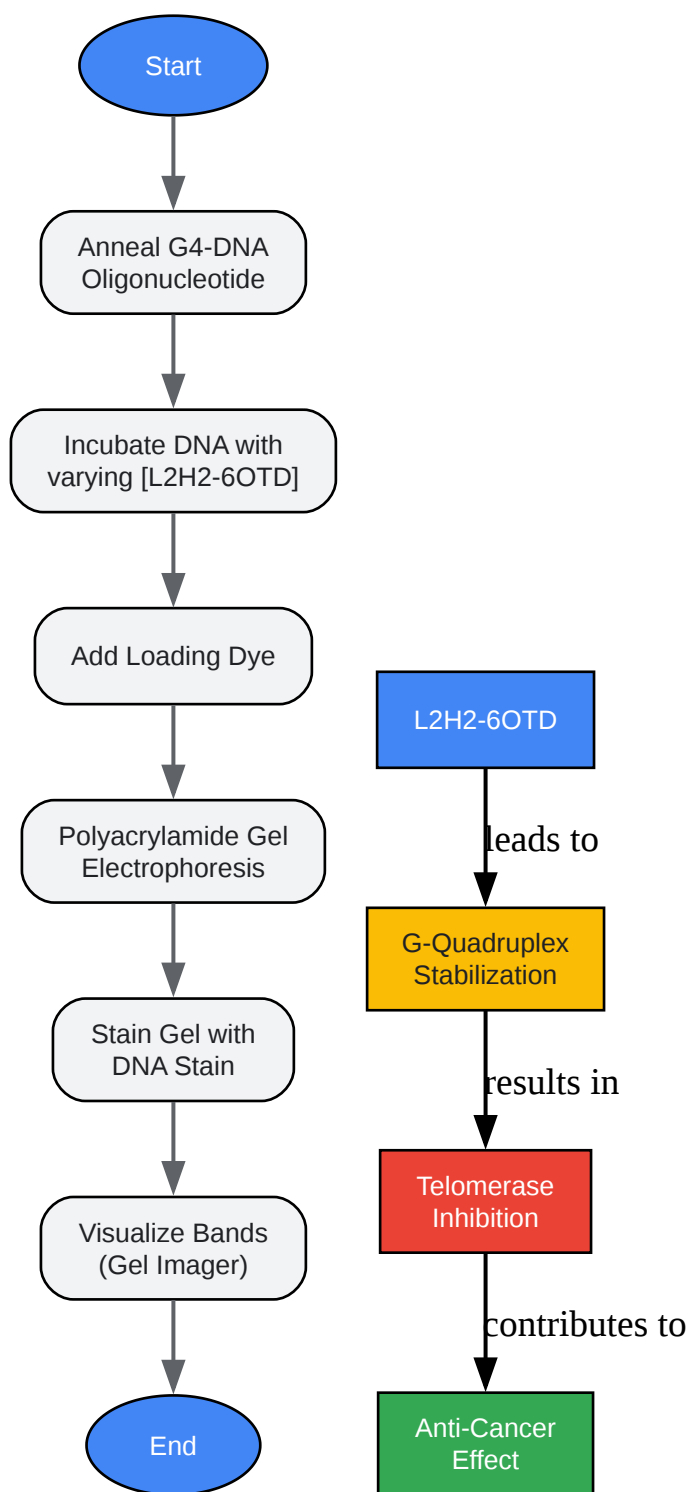 Start
Anneal G4-DNA
Oligonucleotide
Incubate DNA with
varying [L2H2-6OTD]
Add Loading Dye
Polyacrylamide Gel
Electrophoresis
Stain Gel with
DNA Stain
Visualize Bands
(Gel Imager)
End
L2H2-6OTD
leads to
G-Quadruplex
Stabilization
results in
Telomerase
Inhibition
contributes to
Anti-Cancer
Effect